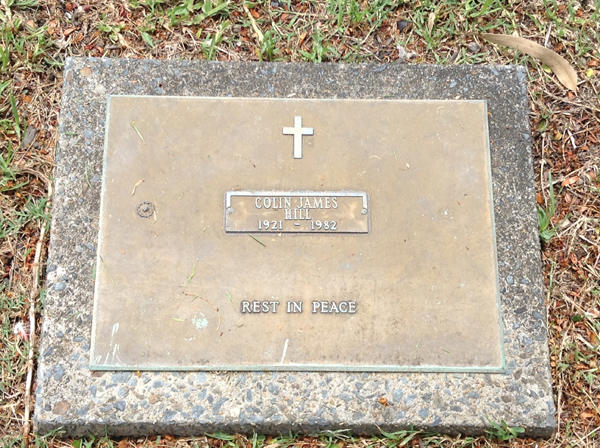 COLIN JAMES
HILL
1921 - 1982
REST IN PEACE